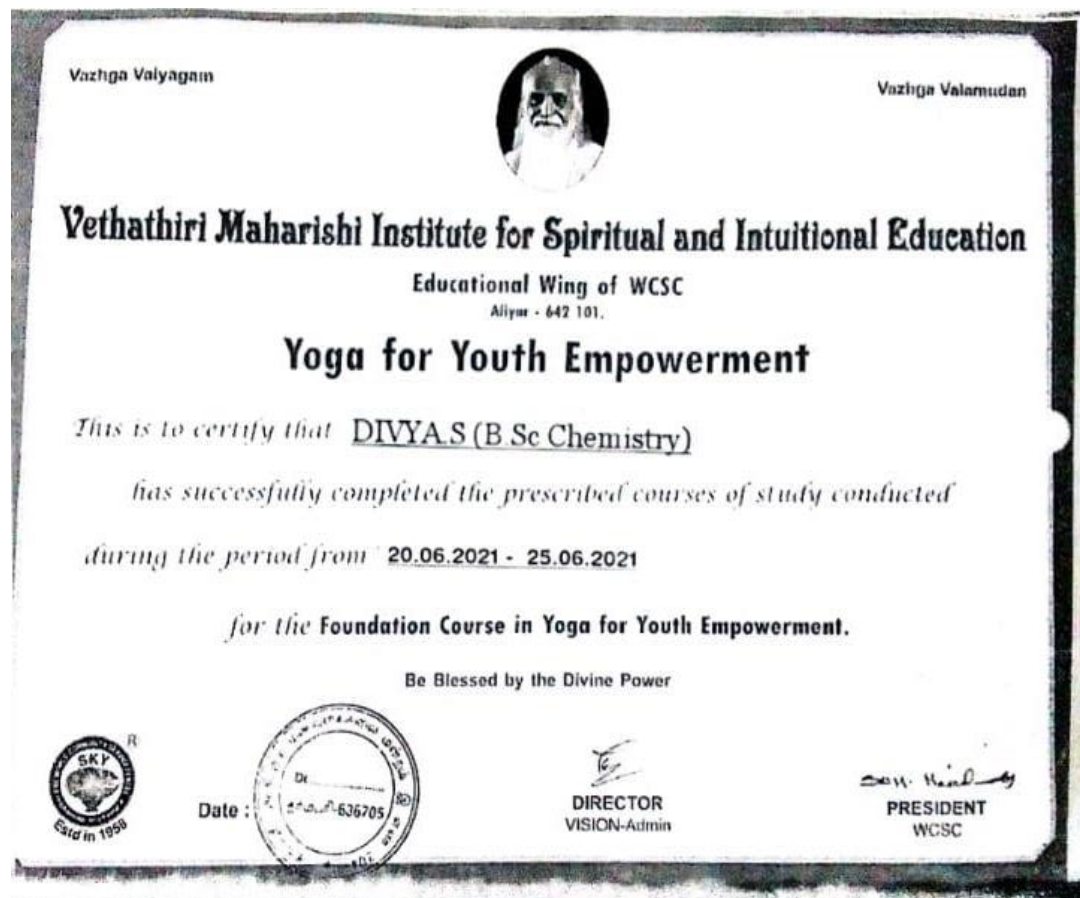 Vazhga Vaiyagam
Vazhga Valamudan
Vethathiri Maharishi Institute for Spiritual and Intuitional Education
Educational Wing of WCSC
Aliyar - 642 101.
Yoga for Youth Empowerment
This is to certify that DIVYA.S (B.Sc Chemistry)
has successfully completed the prescribed courses of study conducted
during the period from 20.06.2021 - 25.06.2021
for the Foundation Course in Yoga for Youth Empowerment.
Be Blessed by the Divine Power
R
SKY
Estd in 1958
Date :
-636705
DIRECTOR
VISION-Admin
PRESIDENT
WCSC